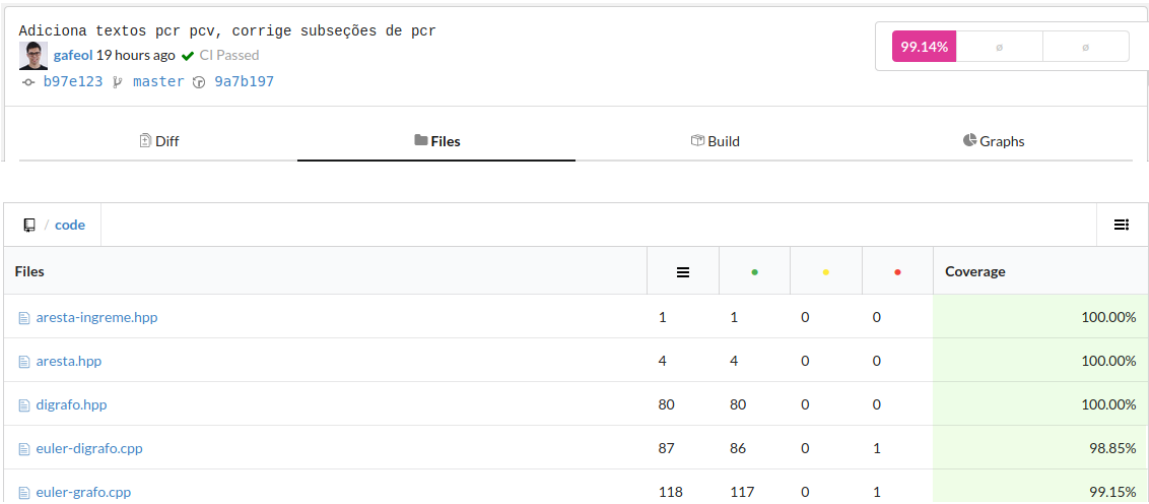 Adiciona textos pcr pcv, corrige subseções de pcr
gafeol 19 hours ago ✔ CI Passed
b97e123 master 9a7b197
99.14% ø ø
Diff Files Build Graphs
/ code
Files Coverage
aresta-ingreme.hpp 1 1 0 0 100.00%
aresta.hpp 4 4 0 0 100.00%
digrafo.hpp 80 80 0 0 100.00%
euler-digrafo.cpp 87 86 0 1 98.85%
euler-grafo.cpp 118 117 0 1 99.15%